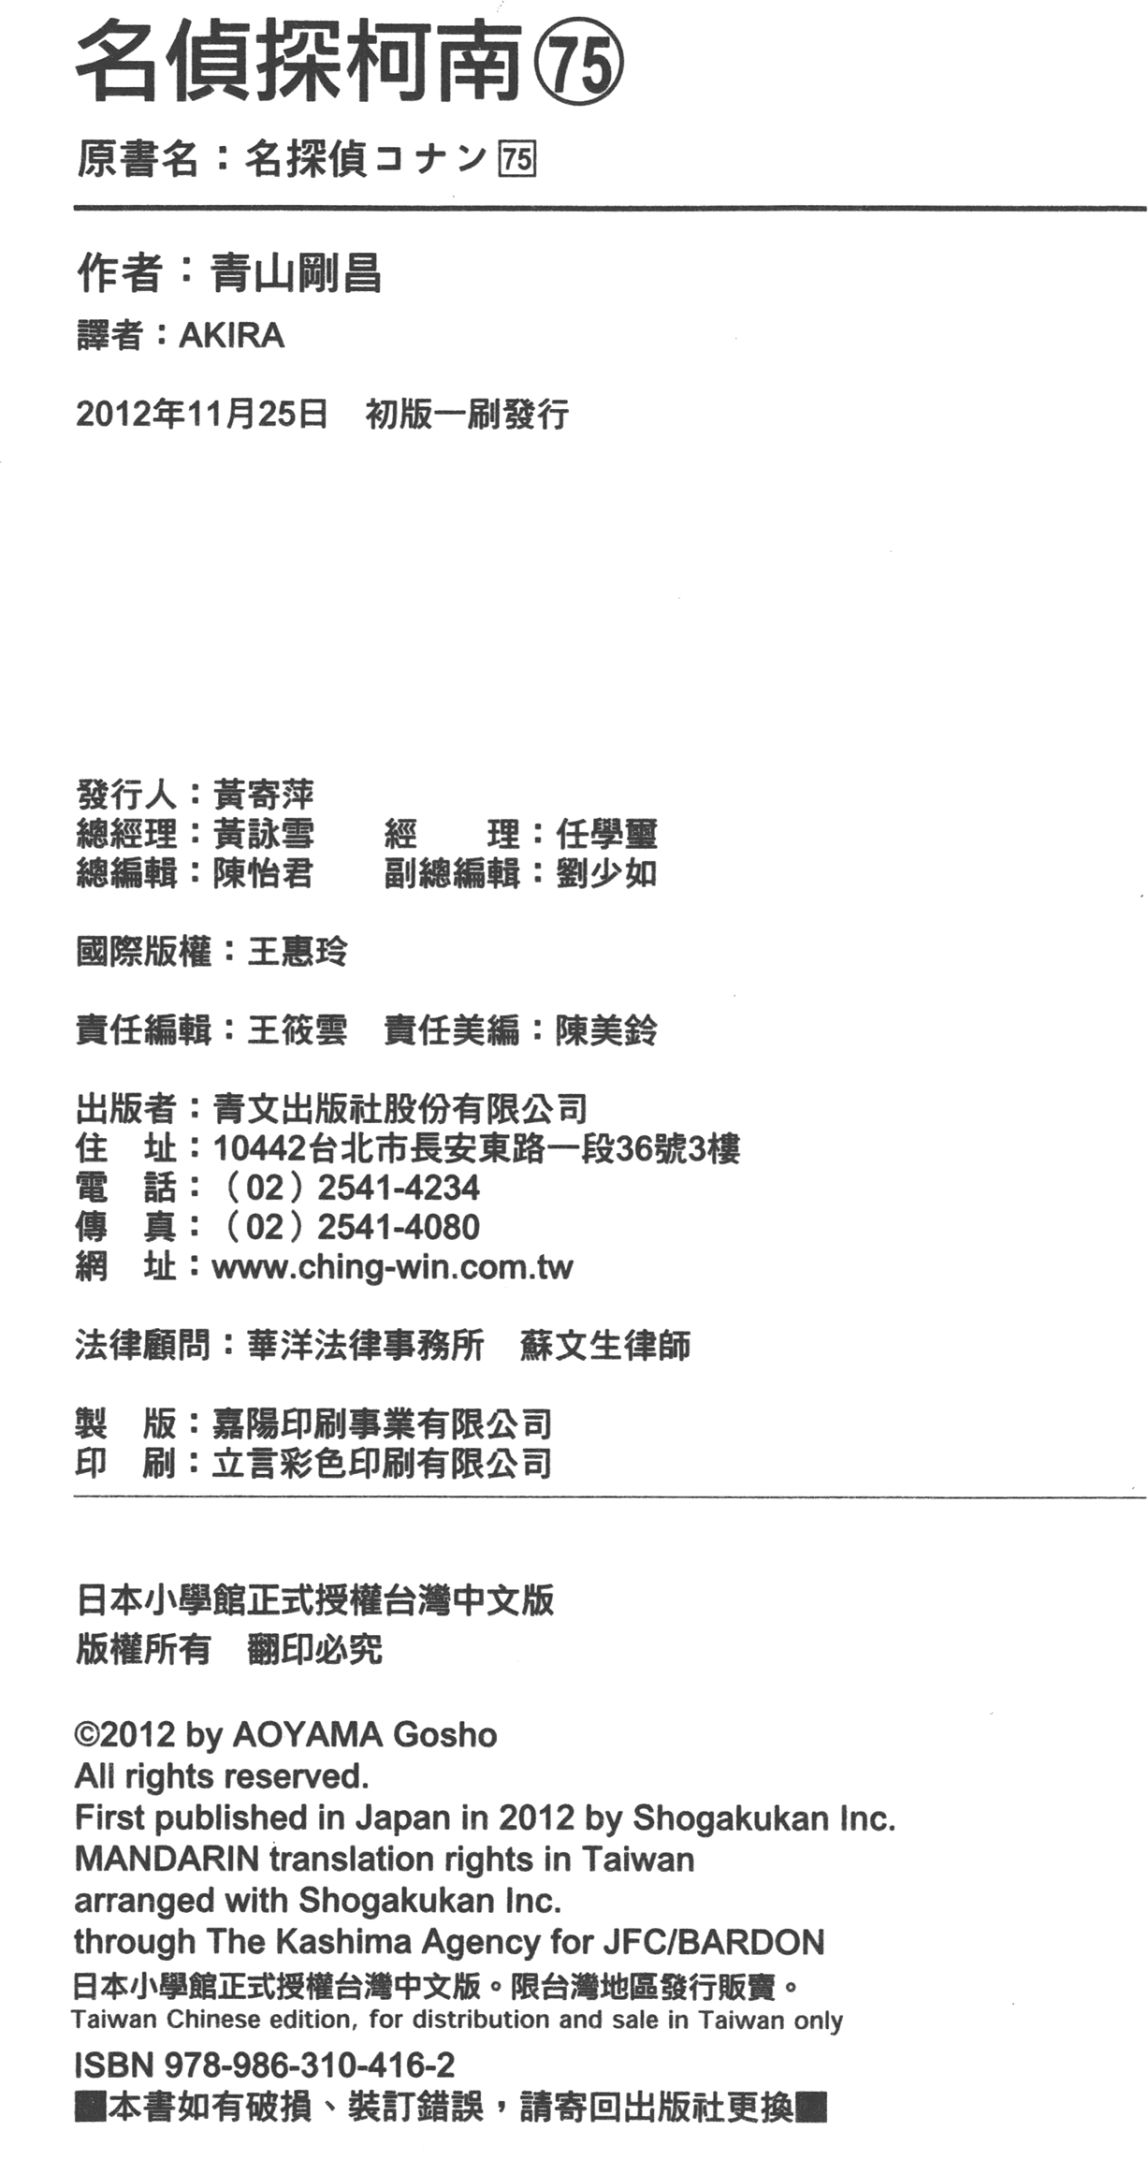 名偵探柯南75
原書名：名探偵コナン75
作者：青山剛昌
譯者：AKIRA
2012年11月25日　初版一刷發行
發行人：黃寄萍
總經理：黃詠雪　　經　　理：任學璽
總編輯：陳怡君　　副總編輯：劉少如
國際版權：王惠玲
責任編輯：王筱雲　責任美編：陳美鈴
出版者：青文出版社股份有限公司
住　址：10442台北市長安東路一段36號3樓
電　話：（02）2541-4234
傳　真：（02）2541-4080
網　址：www.ching-win.com.tw
法律顧問：華洋法律事務所　蘇文生律師
製　版：嘉陽印刷事業有限公司
印　刷：立言彩色印刷有限公司
日本小學館正式授權台灣中文版
版權所有　翻印必究
©2012 by AOYAMA Gosho
All rights reserved.
First published in Japan in 2012 by Shogakukan Inc.
MANDARIN translation rights in Taiwan
arranged with Shogakukan Inc.
through The Kashima Agency for JFC/BARDON
日本小學館正式授權台灣中文版。限台灣地區發行販賣。
Taiwan Chinese edition, for distribution and sale in Taiwan only
ISBN 978-986-310-416-2
■本書如有破損、裝訂錯誤，請寄回出版社更換■